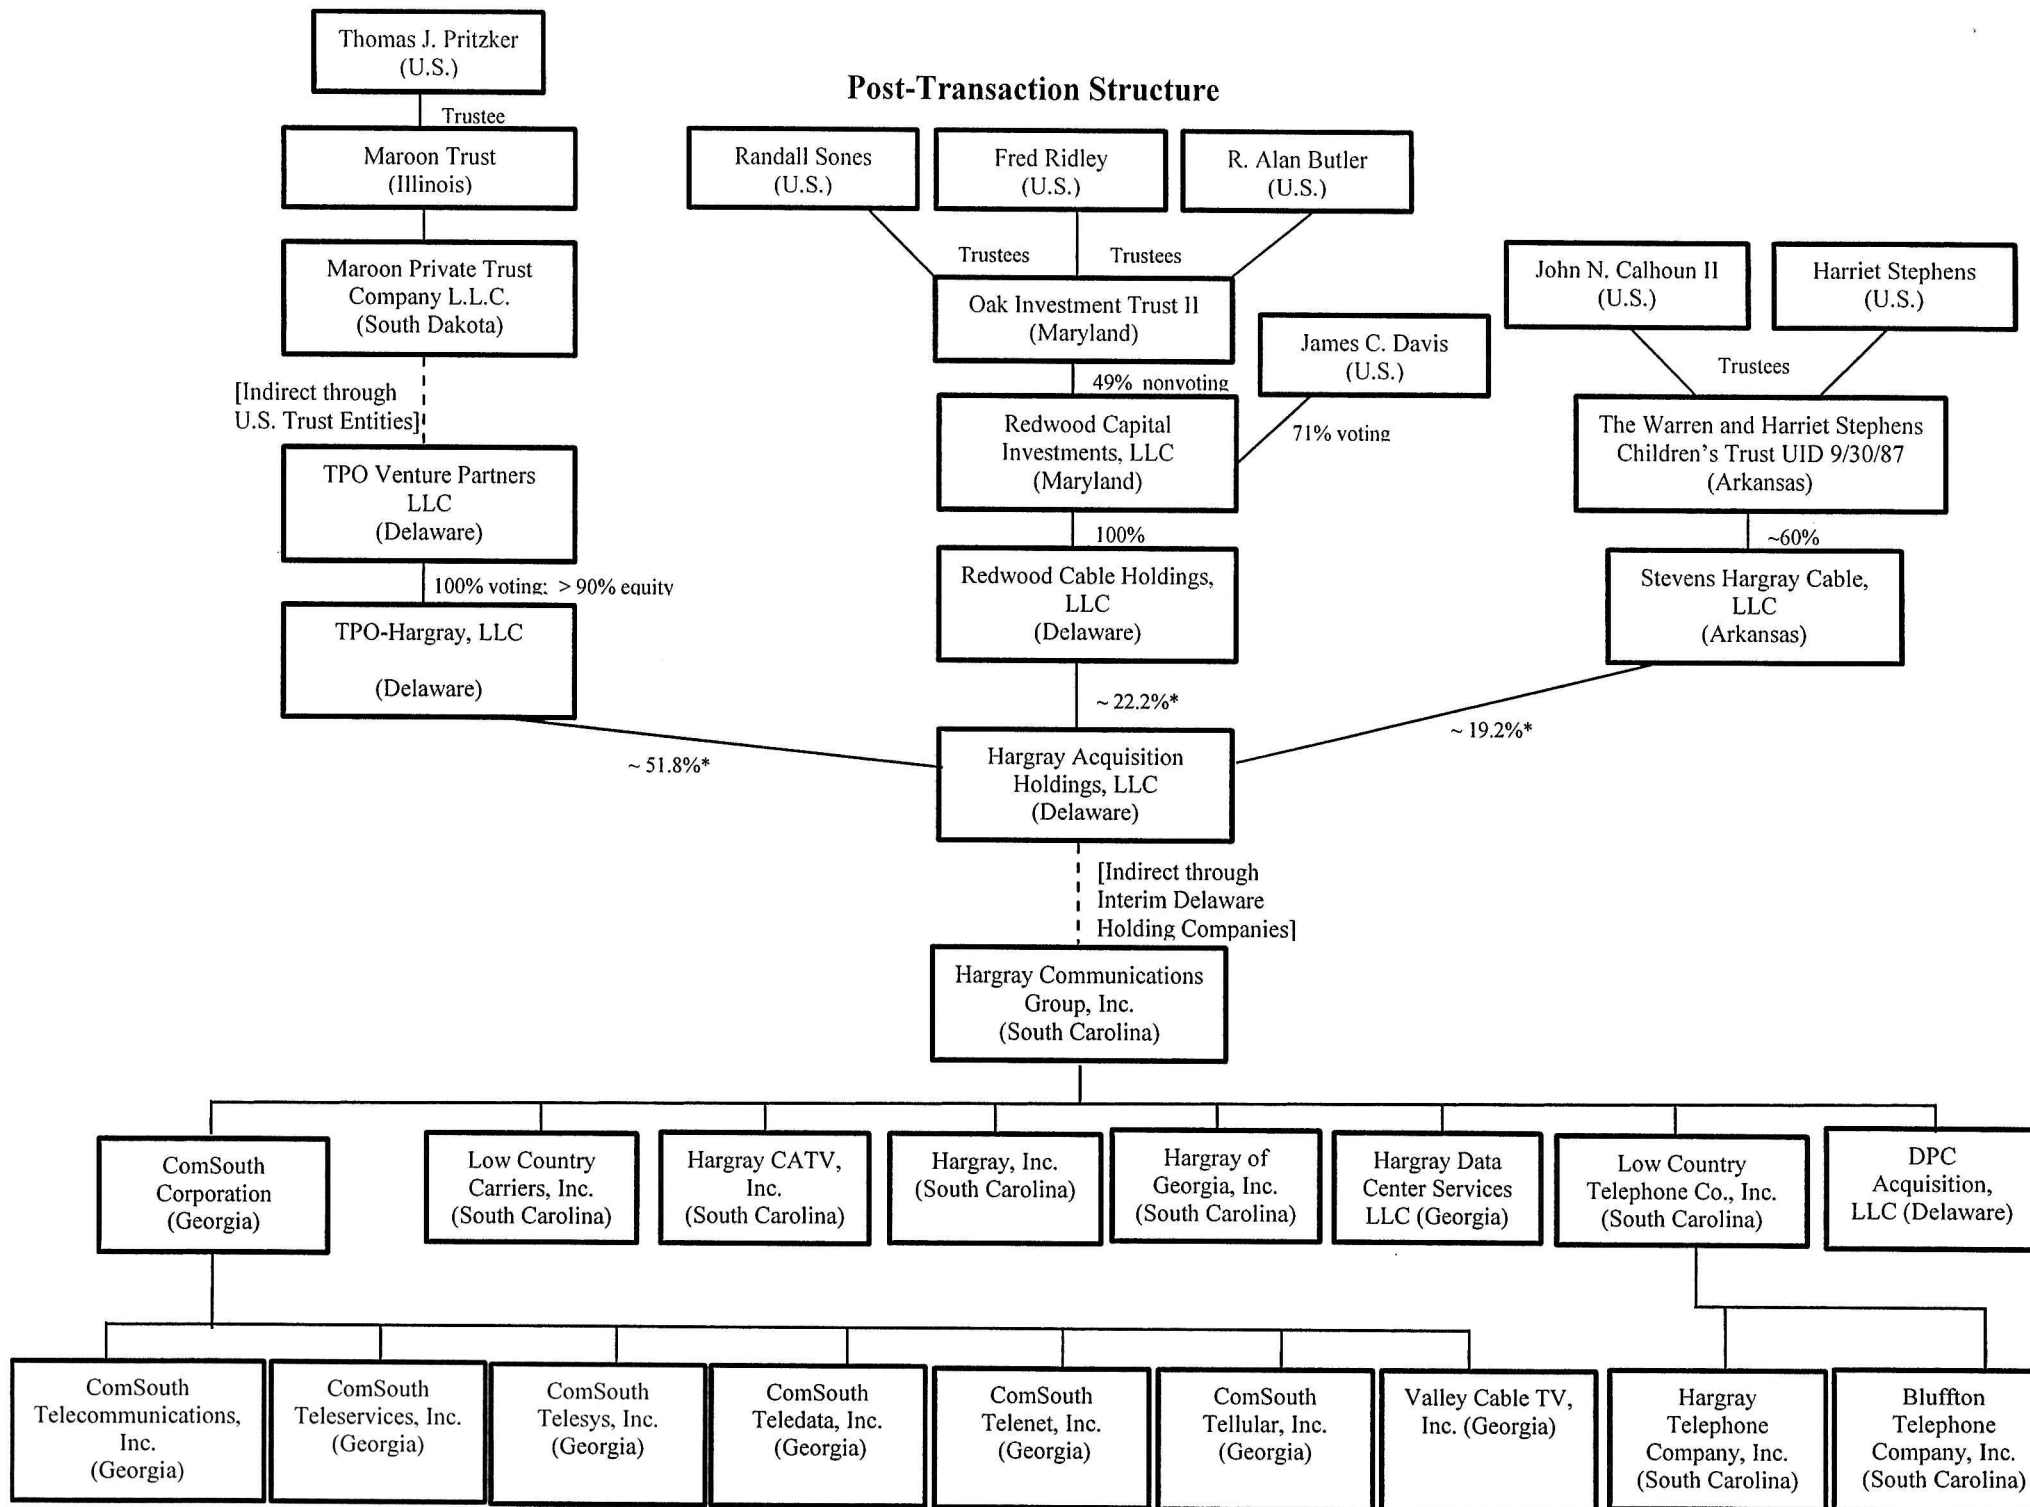 Post-Transaction Structure
Thomas J. Pritzker
(U.S.)
Trustee
Maroon Trust
(Illinois)
Maroon Private Trust
Company L.L.C.
(South Dakota)
[Indirect through
U.S. Trust Entities]
TPO Venture Partners
LLC
(Delaware)
100% voting; > 90% equity
TPO-Hargray, LLC
(Delaware)
~ 51.8%*
Randall Sones
(U.S.)
Fred Ridley
(U.S.)
R. Alan Butler
(U.S.)
Trustees
Trustees
Oak Investment Trust II
(Maryland)
James C. Davis
(U.S.)
49% nonvoting
71% voting
Redwood Capital
Investments, LLC
(Maryland)
100%
Redwood Cable Holdings,
LLC
(Delaware)
~ 22.2%*
John N. Calhoun II
(U.S.)
Harriet Stephens
(U.S.)
Trustees
The Warren and Harriet Stephens
Children's Trust UID 9/30/87
(Arkansas)
~60%
Stevens Hargray Cable,
LLC
(Arkansas)
~ 19.2%*
Hargray Acquisition
Holdings, LLC
(Delaware)
[Indirect through
Interim Delaware
Holding Companies]
Hargray Communications
Group, Inc.
(South Carolina)
ComSouth
Corporation
(Georgia)
Low Country
Carriers, Inc.
(South Carolina)
Hargray CATV,
Inc.
(South Carolina)
Hargray, Inc.
(South Carolina)
Hargray of
Georgia, Inc.
(South Carolina)
Hargray Data
Center Services
LLC (Georgia)
Low Country
Telephone Co., Inc.
(South Carolina)
DPC
Acquisition,
LLC (Delaware)
ComSouth
Telecommunications,
Inc.
(Georgia)
ComSouth
Teleservices, Inc.
(Georgia)
ComSouth
Telesys, Inc.
(Georgia)
ComSouth
Teledata, Inc.
(Georgia)
ComSouth
Telenet, Inc.
(Georgia)
ComSouth
Tellular, Inc.
(Georgia)
Valley Cable TV,
Inc. (Georgia)
Hargray
Telephone
Company, Inc.
(South Carolina)
Bluffton
Telephone
Company, Inc.
(South Carolina)